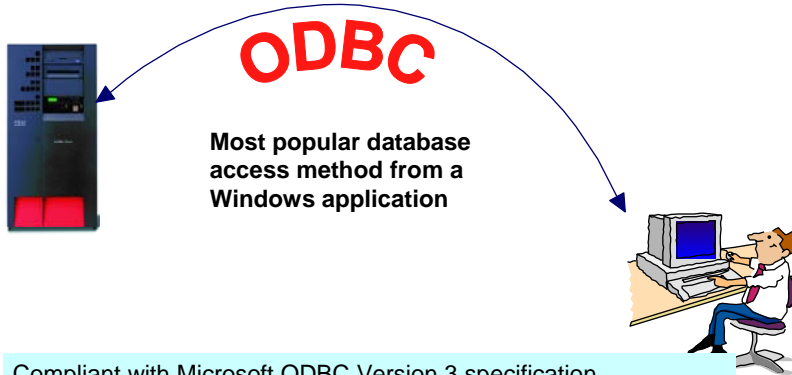 ODBC
Most popular database
access method from a
Windows application
Compliant with Microsoft ODBC Version 3 specification